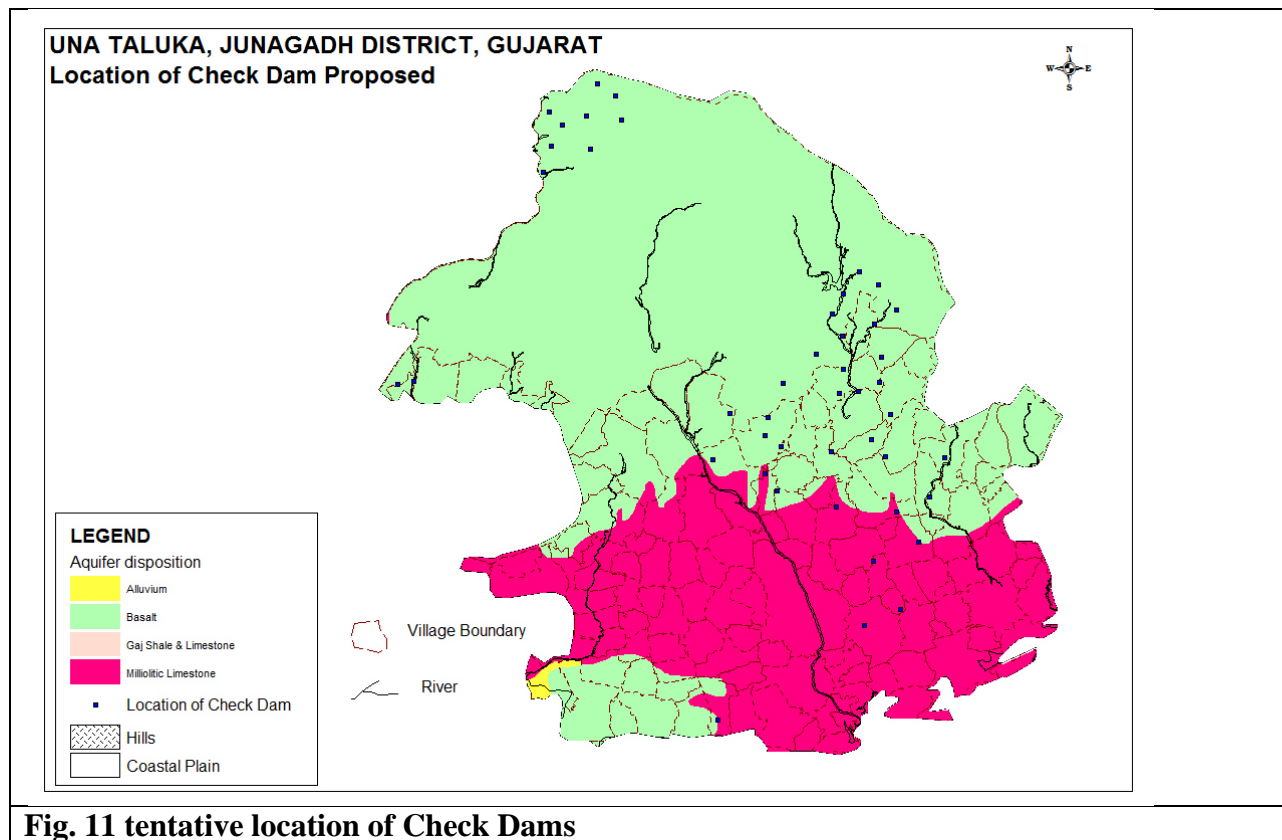 UNA TALUKA, JUNAGADH DISTRICT, GUJARAT
Location of Check Dam Proposed
N
W E
S
LEGEND
Aquifer disposition
Alluvium
Basalt
Gaj Shale & Limestone
Milliolitic Limestone
Location of Check Dam
Hills
Coastal Plain
Village Boundary
River
Fig. 11 tentative location of Check Dams